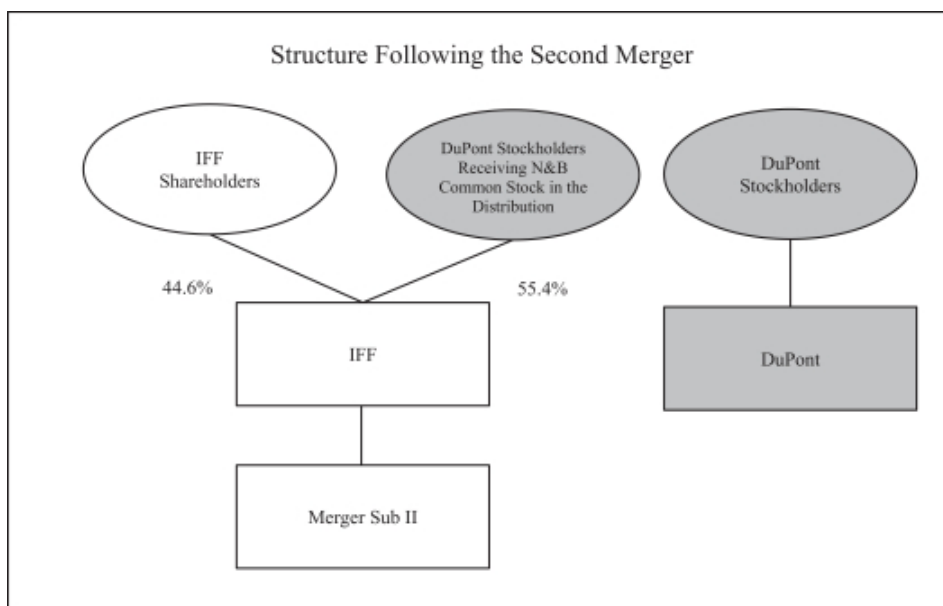 Structure Following the Second Merger
IFF
Shareholders
DuPont Stockholders
Receiving N&B
Common Stock in the
Distribution
DuPont
Stockholders
44.6%
55.4%
IFF
DuPont
Merger Sub II